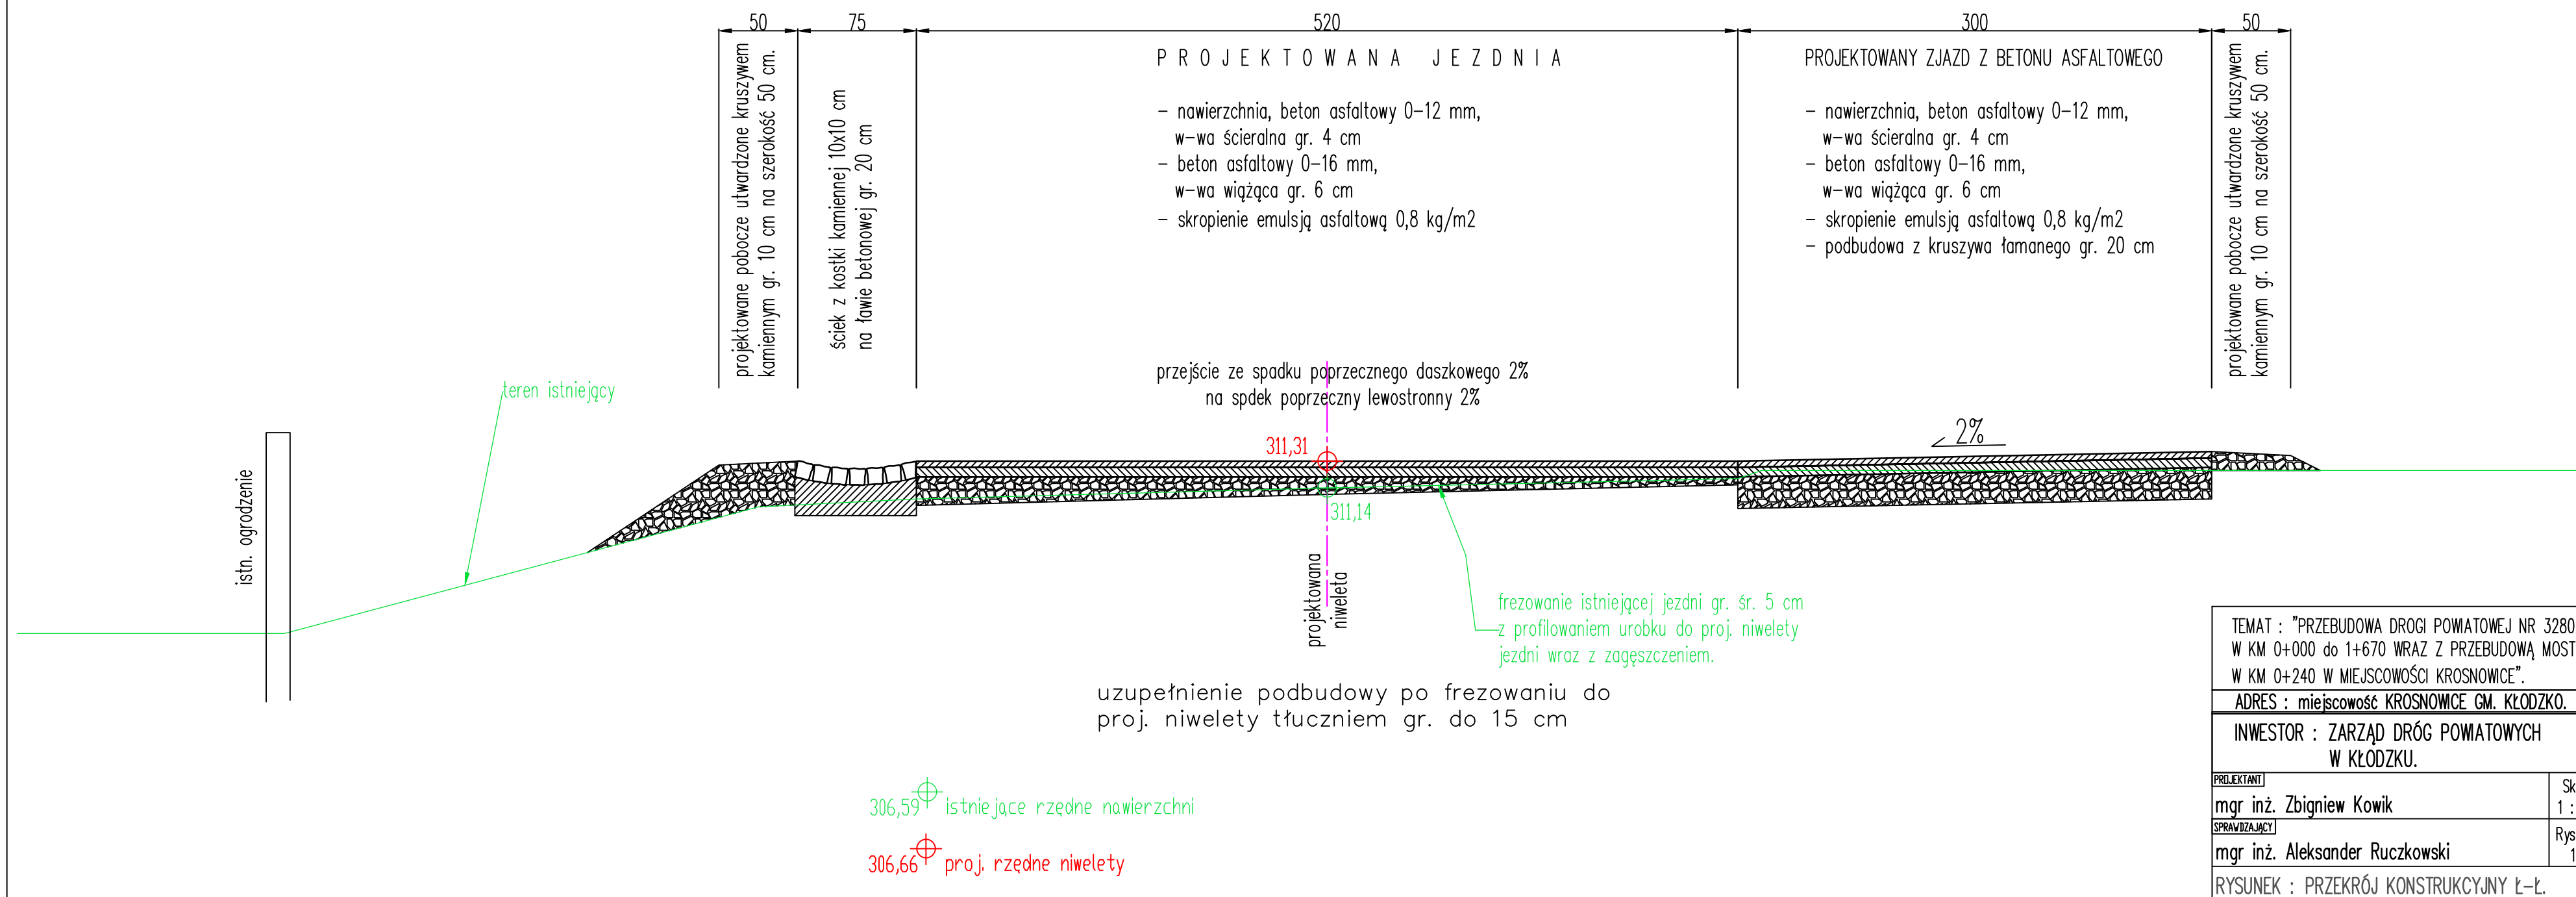 50
75
520
300
50
projektowane pobocze utwardzone kruszywem
kamiennym gr. 10 cm na szerokość 50 cm.
ściek z kostki kamiennej 10x10 cm
na ławie betonowej gr. 20 cm
PROJEKTOWANA JEZDNIA
- nawierzchnia, beton asfaltowy 0-12 mm,
w-wa ścieralna gr. 4 cm
- beton asfaltowy 0-16 mm,
w-wa wiążąca gr. 6 cm
- skropienie emulsją asfaltową 0,8 kg/m2
PROJEKTOWANY ZJAZD Z BETONU ASFALTOWEGO
- nawierzchnia, beton asfaltowy 0-12 mm,
w-wa ścieralna gr. 4 cm
- beton asfaltowy 0-16 mm,
w-wa wiążąca gr. 6 cm
- skropienie emulsją asfaltową 0,8 kg/m2
- podbudowa z kruszywa łamanego gr. 20 cm
projektowane pobocze utwardzone kruszywem
kamiennym gr. 10 cm na szerokość 50 cm.
przejście ze spadku poprzecznego daszkowego 2%
na spdek poprzeczny lewostronny 2%
teren istniejący
istn. ogrodzenie
311,31
2%
311,14
projektowana
niweleta
frezowanie istniejącej jezdni gr. śr. 5 cm
z profilowaniem urobku do proj. niwelety
jezdni wraz z zagęszczeniem.
uzupełnienie podbudowy po frezowaniu do
proj. niwelety tłuczniem gr. do 15 cm
306,59 istniejące rzędne nawierzchni
306,66 proj. rzędne niwelety
TEMAT : "PRZEBUDOWA DROGI POWIATOWEJ NR 3280
W KM 0+000 do 1+670 WRAZ Z PRZEBUDOWĄ MOST
W KM 0+240 W MIEJSCOWOŚCI KROSNOWICE".
ADRES : miejscowość KROSNOWICE GM. KŁODZKO.
INWESTOR : ZARZĄD DRÓG POWIATOWYCH
W KŁODZKU.
PROJEKTANT
mgr inż. Zbigniew Kowik
Sk
1 :
SPRAWDZAJĄCY
mgr inż. Aleksander Ruczkowski
Rys
1
RYSUNEK : PRZEKRÓJ KONSTRUKCYJNY Ł-Ł.